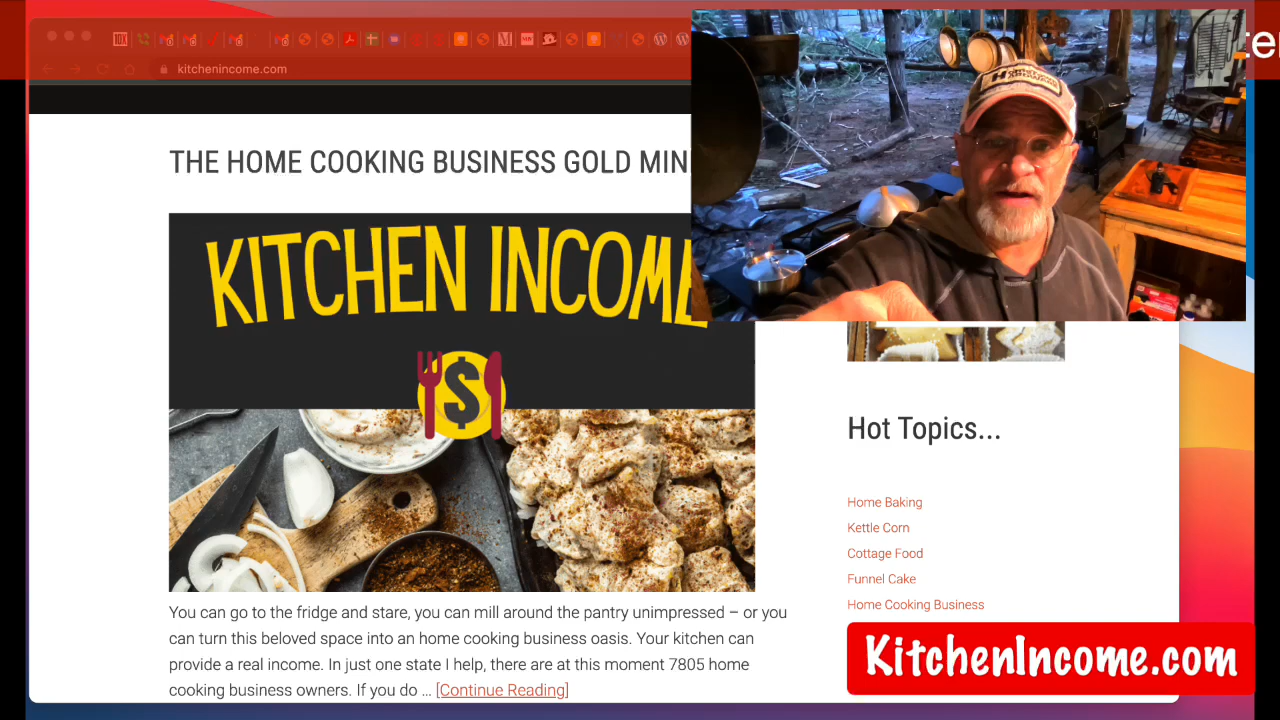 kitchenincome.com
THE HOME COOKING BUSINESS GOLD
KITCHEN INCOME
$
You can go to the fridge and stare, you can mill around the pantry unimpressed – or you
can turn this beloved space into an home cooking business oasis. Your kitchen can
provide a real income. In just one state I help, there are at this moment 7805 home
cooking business owners. If you do ... [Continue Reading]
Hot Topics...
Home Baking
Kettle Corn
Cottage Food
Funnel Cake
Home Cooking Business
KitchenIncome.com